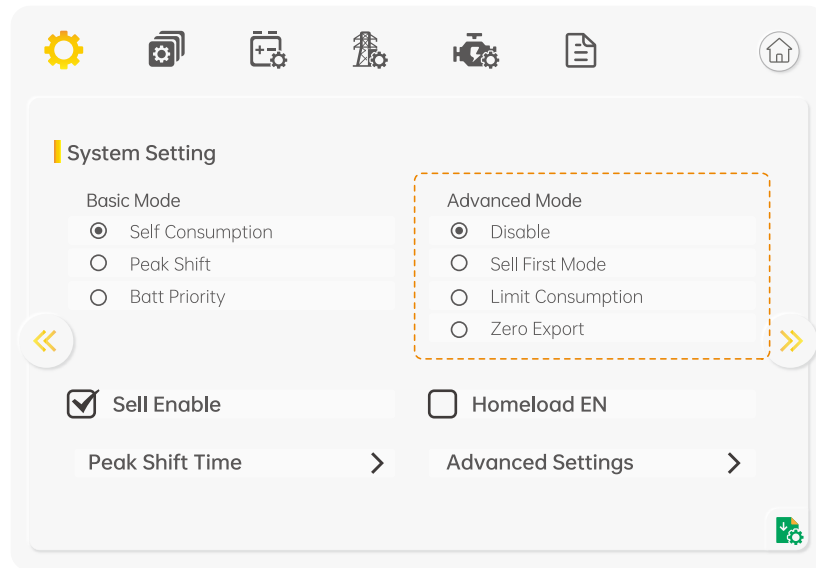 System Setting
Basic Mode
Self Consumption
Peak Shift
Batt Priority
Advanced Mode
Disable
Sell First Mode
Limit Consumption
Zero Export
Sell Enable
Homeload EN
Peak Shift Time
Advanced Settings